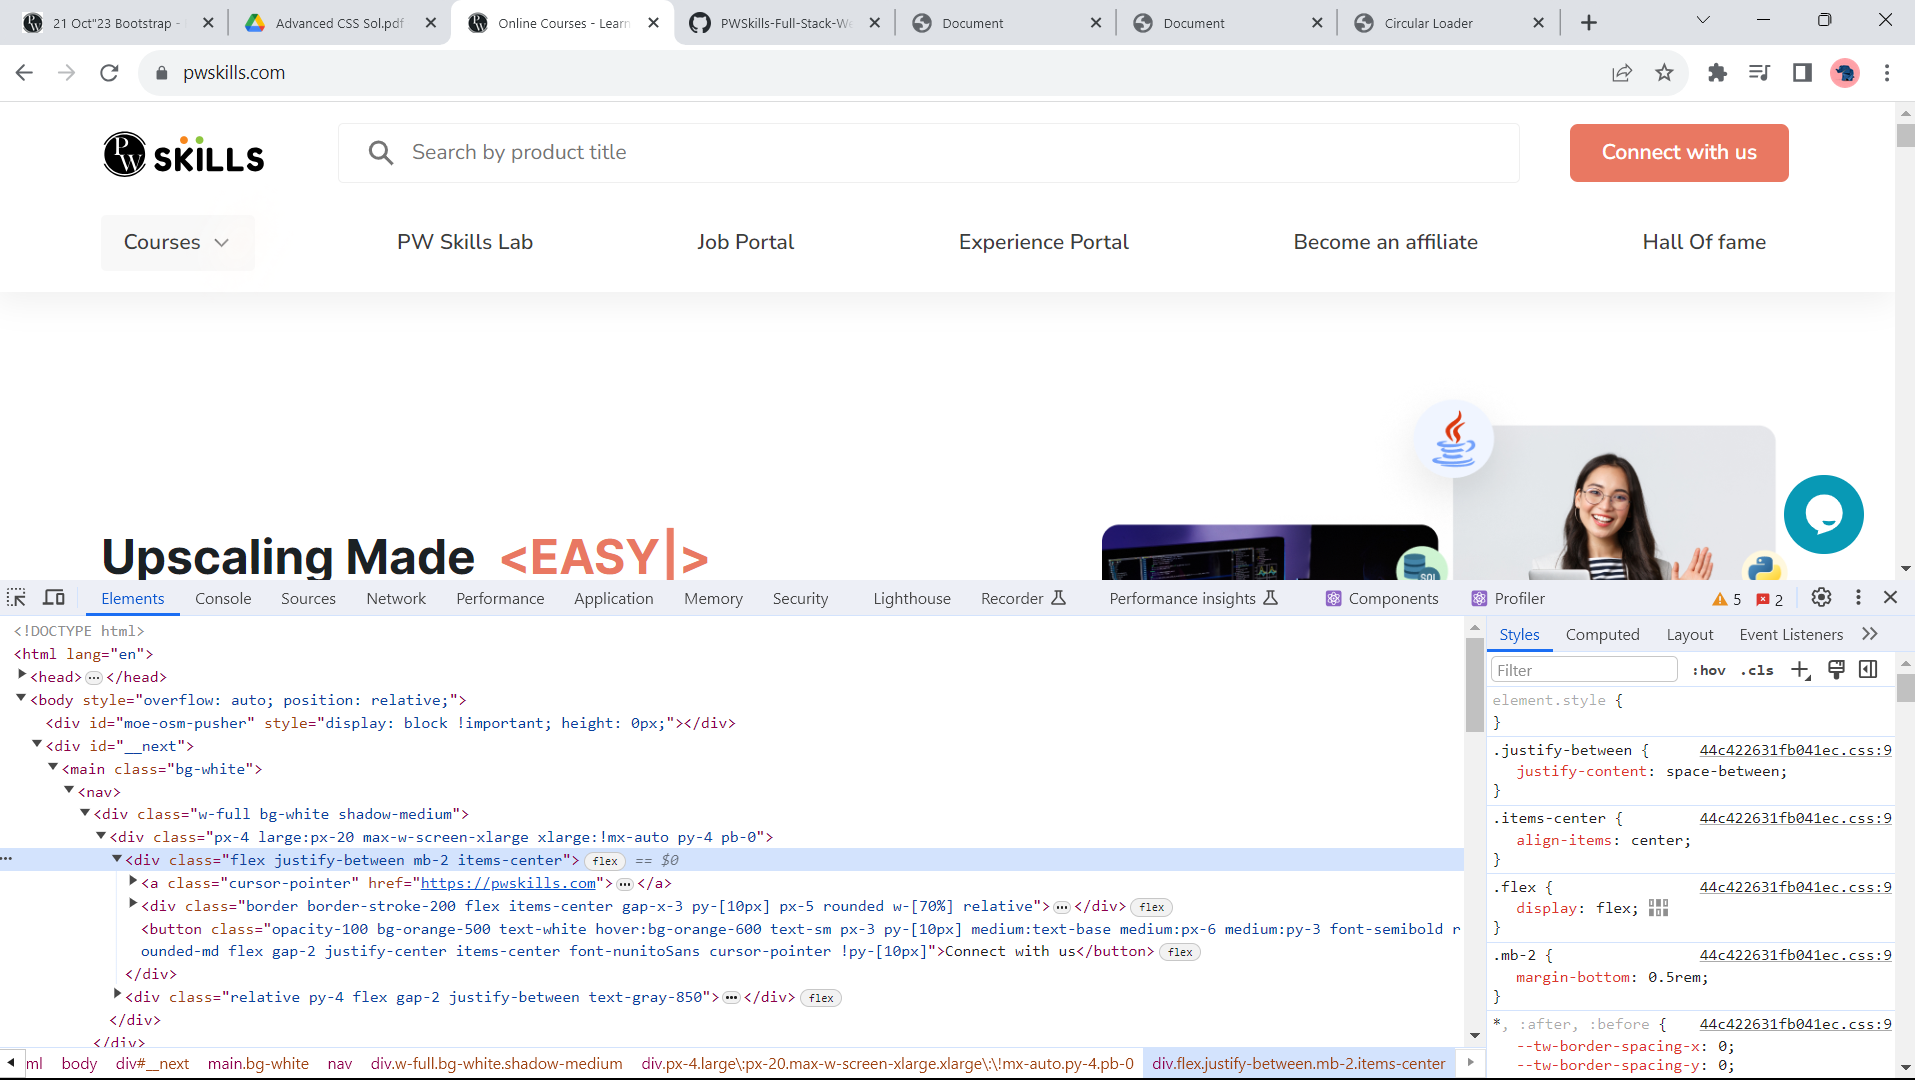 21 Oct"23 Bootstrap -
Advanced CSS Sol.pdf
Online Courses - Learn
PWSkills-Full-Stack-We
Document
Document
Circular Loader
pwskills.com
PW SKILLS
Search by product title
Connect with us
Courses
PW Skills Lab
Job Portal
Experience Portal
Become an affiliate
Hall Of fame
Upscaling Made <EASY|>
SQL
Elements Console Sources Network Performance Application Memory Security Lighthouse Recorder Performance insights Components Profiler 5 2
<!DOCTYPE html>
<html lang="en">
<head>…</head>
<body style="overflow: auto; position: relative;">
<div id="moe-osm-pusher" style="display: block !important; height: 0px;"></div>
<div id="__next">
<main class="bg-white">
<nav>
<div class="w-full bg-white shadow-medium">
<div class="px-4 large:px-20 max-w-screen-xlarge xlarge:!mx-auto py-4 pb-0">
<div class="flex justify-between mb-2 items-center"> flex == $0
<a class="cursor-pointer" href="https://pwskills.com">…</a>
<div class="border border-stroke-200 flex items-center gap-x-3 py-[10px] px-5 rounded w-[70%] relative">…</div> flex
<button class="opacity-100 bg-orange-500 text-white hover:bg-orange-600 text-sm px-3 py-[10px] medium:text-base medium:px-6 medium:py-3 font-semibold r
ounded-md flex gap-2 justify-center items-center font-nunitoSans cursor-pointer !py-[10px]">Connect with us</button> flex
</div>
<div class="relative py-4 flex gap-2 justify-between text-gray-850">…</div> flex
</div>
</div>
ml body div#__next main.bg-white nav div.w-full.bg-white.shadow-medium div.px-4.large\:px-20.max-w-screen-xlarge.xlarge\:\!mx-auto.py-4.pb-0 div.flex.justify-between.mb-2.items-center
Styles Computed Layout Event Listeners
Filter :hov .cls
element.style {
}
.justify-between { 44c422631fb041ec.css:9
justify-content: space-between;
}
.items-center { 44c422631fb041ec.css:9
align-items: center;
}
.flex { 44c422631fb041ec.css:9
display: flex;
}
.mb-2 { 44c422631fb041ec.css:9
margin-bottom: 0.5rem;
}
*, :after, :before { 44c422631fb041ec.css:9
--tw-border-spacing-x: 0;
--tw-border-spacing-y: 0;